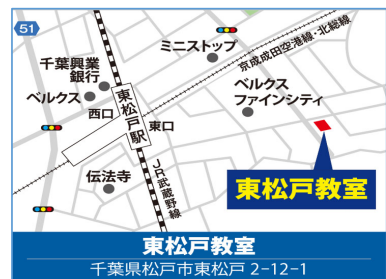 51
ミニストップ
千葉興業
銀行
ベルクス
西口
東松戸駅
東口
京成成田空港線・北総線
ベルクス
ファインシティ
伝法寺
JR武蔵野線
東松戸教室
東松戸教室
千葉県松戸市東松戸 2-12-1